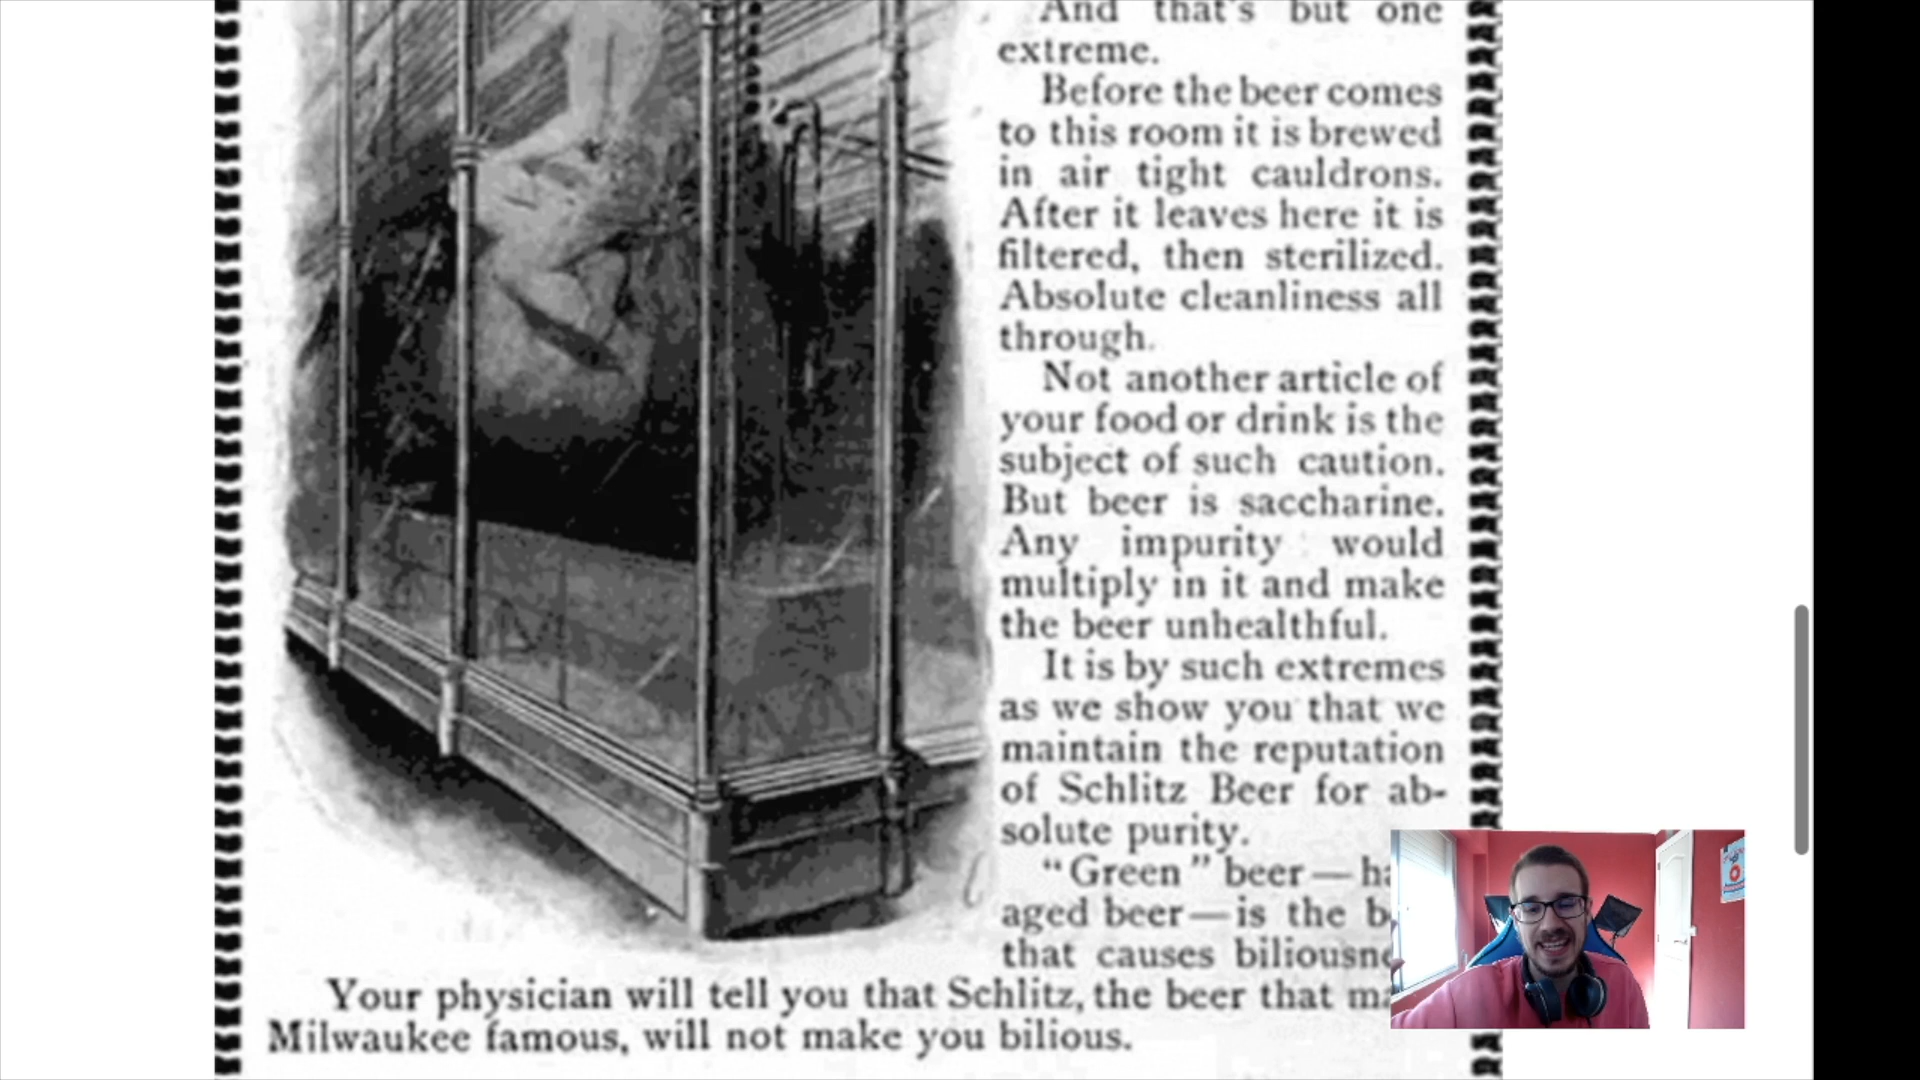 And that's but one
extreme.
Before the beer comes
to this room it is brewed
in air tight cauldrons.
After it leaves here it is
filtered, then sterilized.
Absolute cleanliness all
through.
Not another article of
your food or drink is the
subject of such caution.
But beer is saccharine.
Any impurity would
multiply in it and make
the beer unhealthful.
It is by such extremes
as we show you that we
maintain the reputation
of Schlitz Beer for ab-
solute purity.
"Green" beer—
aged beer—is the
that causes
Your physician will tell you that Schlitz, the beer that
Milwaukee famous, will not make you bilious.